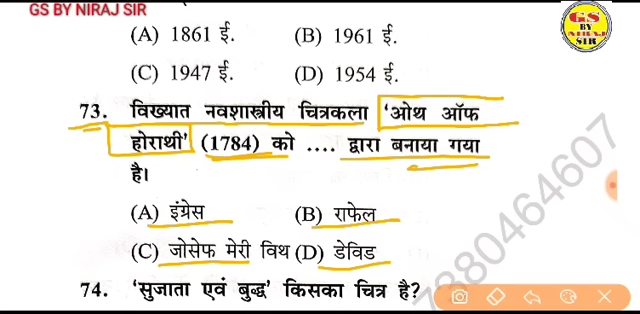 GS BY NIRAJ SIR
GS
BY
NIRAJ
SIR
(A) 1861 ई. (B) 1961 ई.
(C) 1947 ई. (D) 1954 ई.
73. विख्यात नवशास्त्रीय चित्रकला 'ओथ ऑफ
होराथी' (1784) को .... द्वारा बनाया गया
है।
(A) इंग्रेस (B) राफेल
(C) जोसेफ मेरी विथ (D) डेविड
74. 'सुजाता एवं बुद्ध' किसका चित्र है?
7380464607